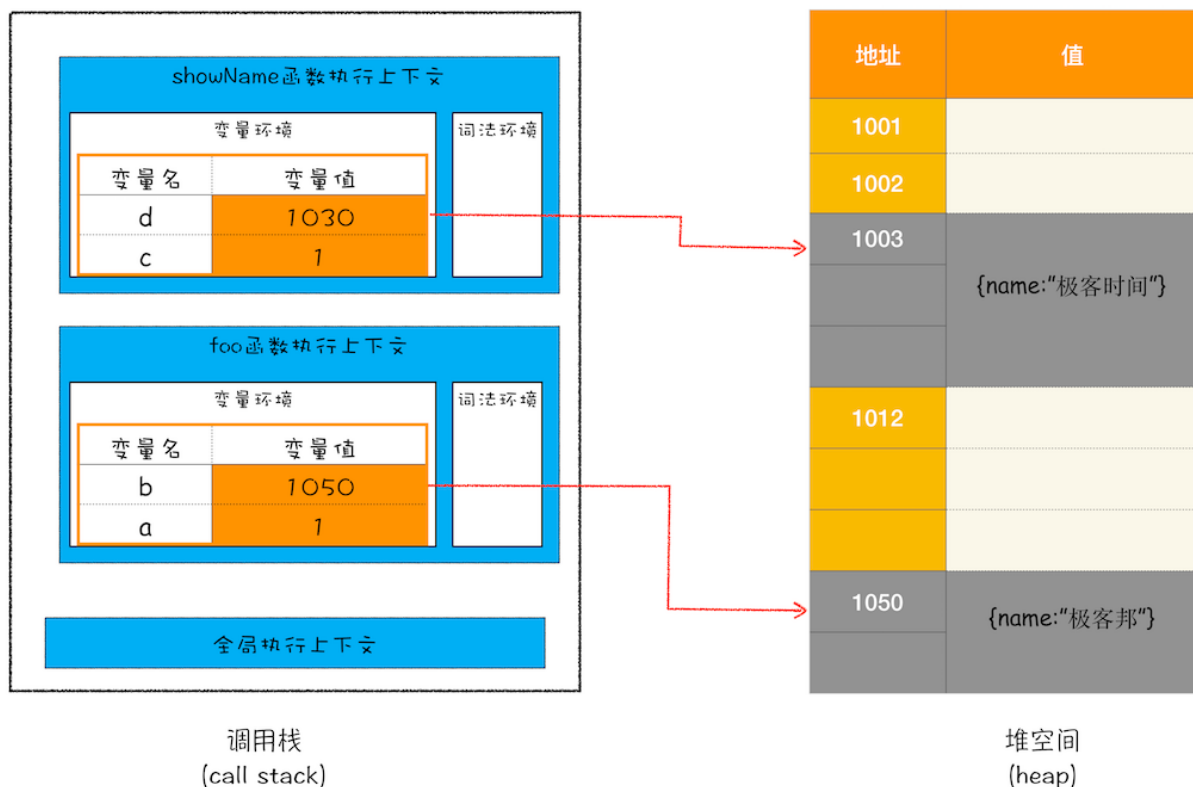 showName函数执行上下文
变量环境 词法环境
变量名 变量值
d 1030
c 1
foo函数执行上下文
变量环境 词法环境
变量名 变量值
b 1050
a 1
全局执行上下文
调用栈
(call stack)
地址 值
1001
1002
1003
{name:"极客时间"}
1012
1050
{name:"极客邦"}
堆空间
(heap)